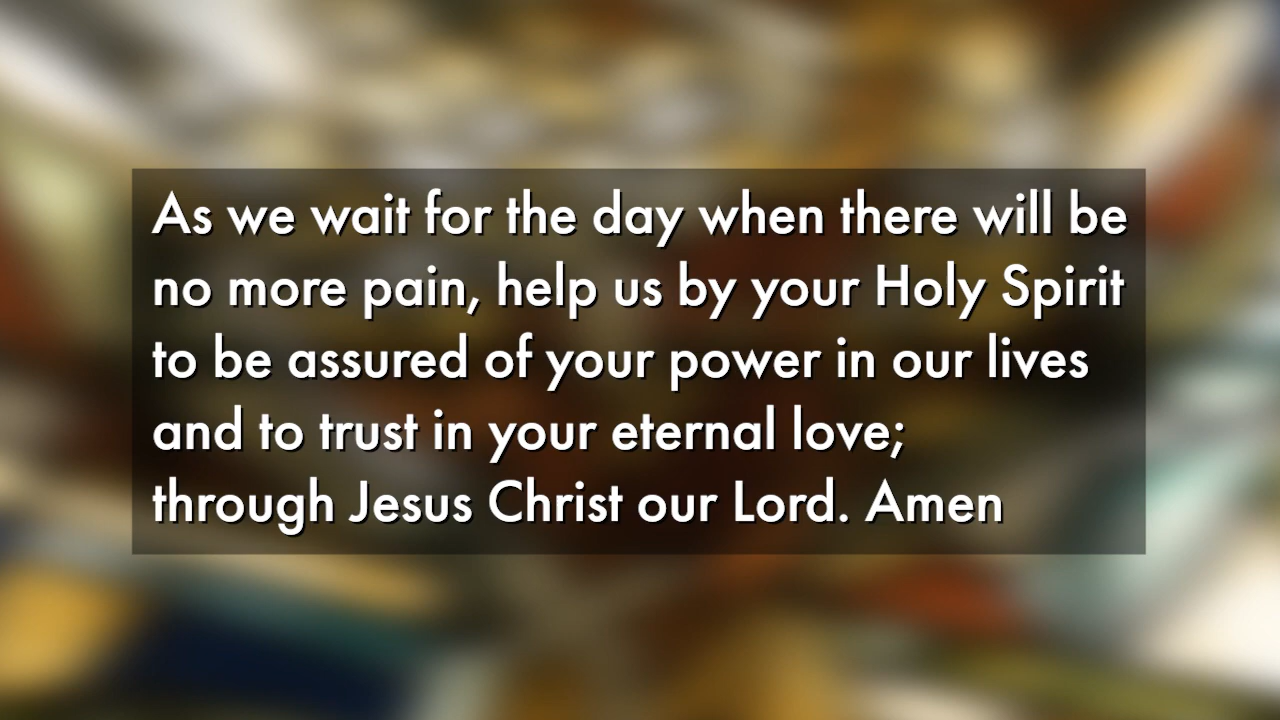 As we wait for the day when there will be
no more pain, help us by your Holy Spirit
to be assured of your power in our lives
and to trust in your eternal love;
through Jesus Christ our Lord. Amen